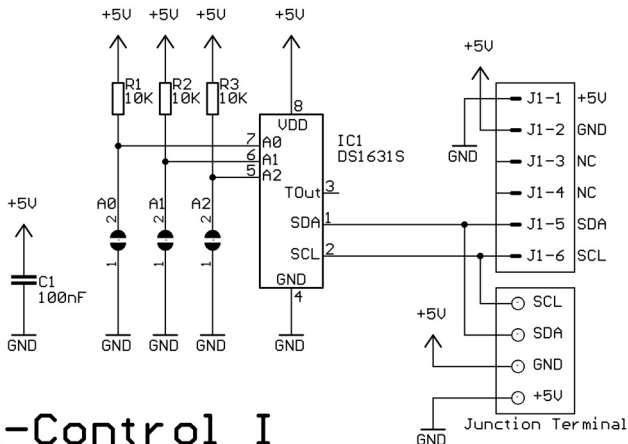 +5V +5V +5V +5V
+5V
R1 R2 R3
10K 10K 10K
8
VDD
IC1
DS1631S
7 A0
6 A1
5 A2
TOut 3
SDA 1
SCL 2
GND
4
GND
J1-1 +5V
J1-2 GND
J1-3 NC
J1-4 NC
J1-5 SDA
J1-6 SCL
+5V
A0 A1 A2
2 2 2
1 1 1
C1
100nF
GND GND GND GND GND
+5V
SCL
SDA
GND
+5V
GND
Junction Terminal
-Control I